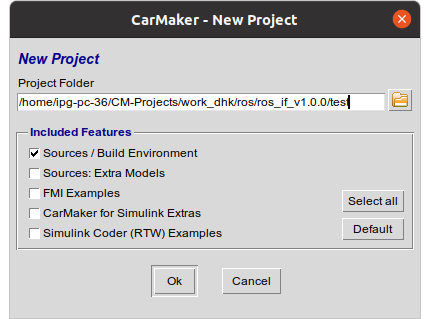 CarMaker - New Project
New Project
Project Folder
/home/ipg-pc-36/CM-Projects/work_dhk/ros/ros_if_v1.0.0/test
Included Features
Sources / Build Environment
Sources: Extra Models
FMI Examples
CarMaker for Simulink Extras
Simulink Coder (RTW) Examples
Select all
Default
Ok
Cancel